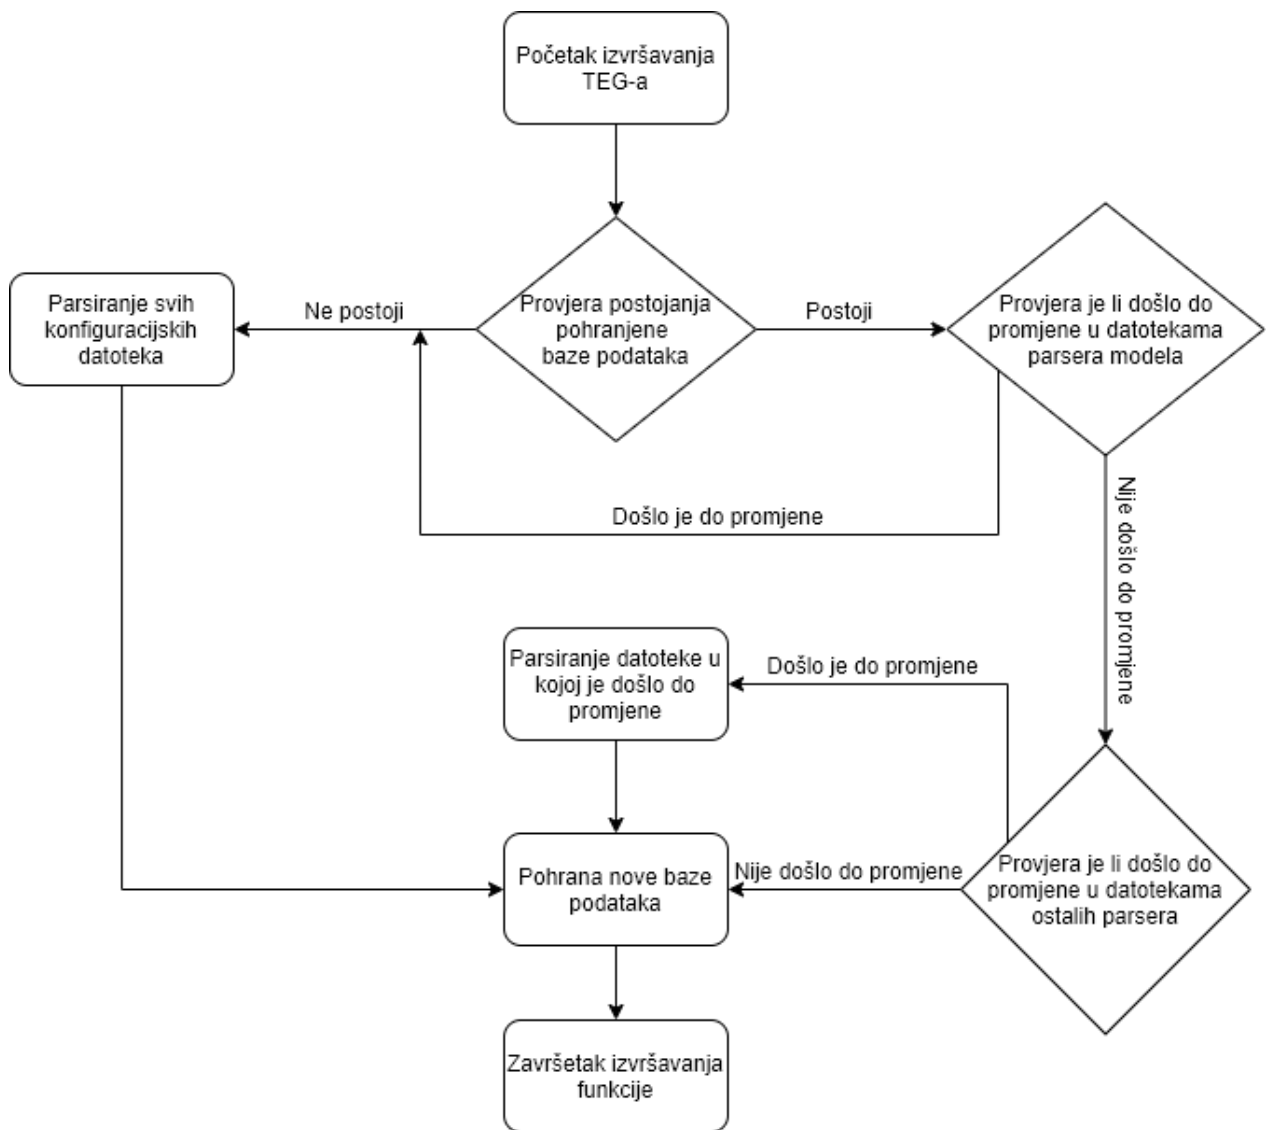 Početak izvršavanja
TEG-a
Parsiranje svih
konfiguracijskih
datoteka
Ne postoji
Provjera postojanja
pohranjene
baze podataka
Postoji
Provjera je li došlo do
promjene u datotekama
parsera modela
Došlo je do promjene
Nije došlo do promjene
Parsiranje datoteke u
kojoj je došlo do
promjene
Došlo je do promjene
Pohrana nove baze
podataka
Nije došlo do promjene
Provjera je li došlo do
promjene u datotekama
ostalih parsera
Završetak izvršavanja
funkcije